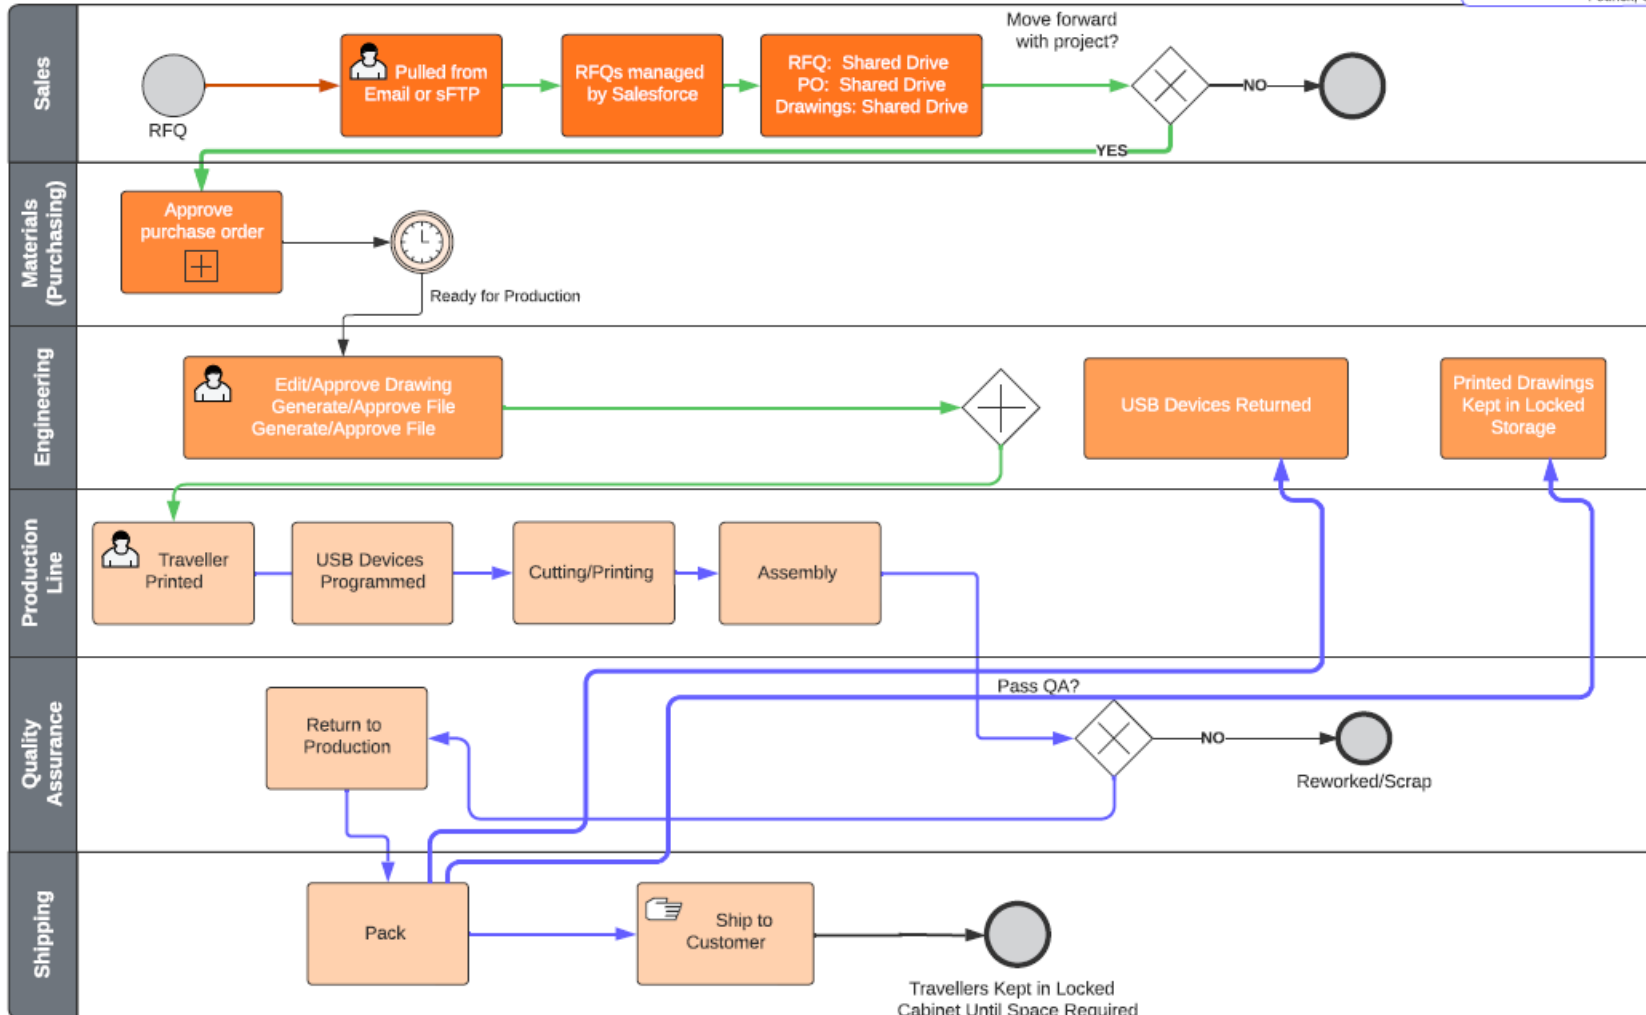 Move forward
with project?
Sales
RFQ
Pulled from
Email or sFTP
RFQs managed
by Salesforce
RFQ: Shared Drive
PO: Shared Drive
Drawings: Shared Drive
NO
YES
Materials
(Purchasing)
Approve
purchase order
Ready for Production
Engineering
Edit/Approve Drawing
Generate/Approve File
Generate/Approve File
USB Devices Returned
Printed Drawings
Kept in Locked
Storage
Production
Line
Traveller
Printed
USB Devices
Programmed
Cutting/Printing
Assembly
Quality
Assurance
Return to
Production
Pass QA?
NO
Reworked/Scrap
Shipping
Pack
Ship to
Customer
Travellers Kept in Locked
Cabinet Until Space Required